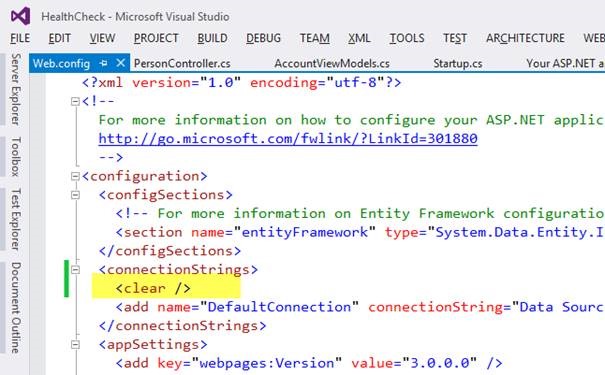 HealthCheck - Microsoft Visual Studio
FILE EDIT VIEW PROJECT BUILD DEBUG TEAM XML TOOLS TEST ARCHITECTURE WEB
Web.config PersonController.cs AccountViewModels.cs Startup.cs Your ASP.NET ap
Server Explorer
Toolbox
Test Explorer
Document Outline
<?xml version="1.0" encoding="utf-8"?>
<!--
For more information on how to configure your ASP.NET applic
http://go.microsoft.com/fwlink/?LinkId=301880
-->
<configuration>
<configSections>
<!-- For more information on Entity Framework configuratio
<section name="entityFramework" type="System.Data.Entity.I
</configSections>
<connectionStrings>
<clear />
<add name="DefaultConnection" connectionString="Data Sourc
</connectionStrings>
<appSettings>
<add key="webpages:Version" value="3.0.0.0" />